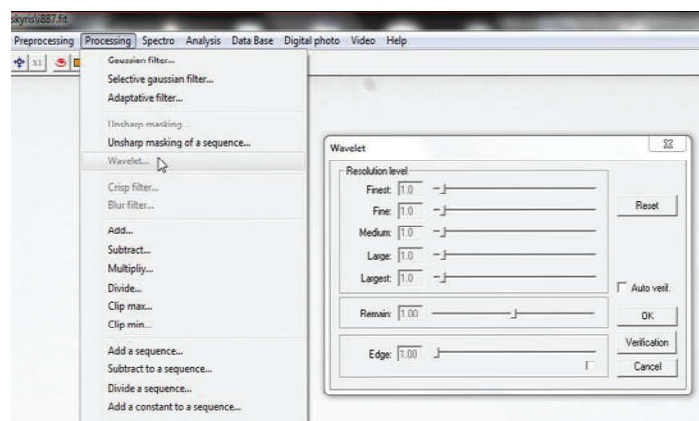 skyris\i887.fit
Preprocessing Processing Spectro Analysis Data Base Digital photo Video Help
x1
Gaussian filter...
Selective gaussian filter...
Adaptative filter...
Unsharp masking...
Unsharp masking of a sequence...
Wavelet...
Crisp filter...
Blur filter...
Add...
Subtract...
Multipliy...
Divide...
Clip max...
Clip min...
Add a sequence...
Subtract to a sequence...
Divide a sequence...
Add a constant to a sequence...
Wavelet
Resolution level
Finest: 1.0
Fine: 1.0
Medium: 1.0
Large: 1.0
Largest: 1.0
Remain: 1.00
Edge: 1.00
Reset
Auto verif.
OK
Verification
Cancel